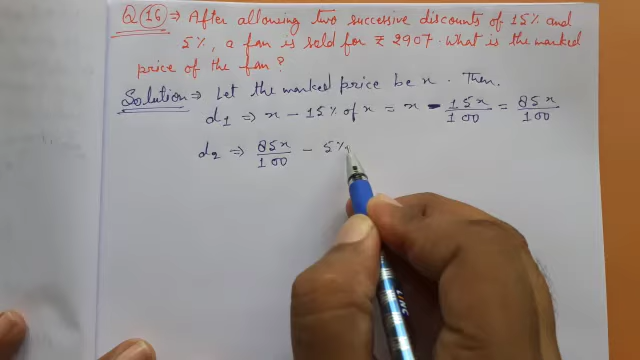 Q(16) ⇒ After allowing two successive discounts of 15% and
5%, a fan is sold for ₹ 2907. What is the marked
price of the fan?
Solution ⇒ Let the marked price be x. Then,
d₁ ⇒ x - 15% of x = x - 15x/100 = 85x/100
d₂ ⇒ 85x/100 - 5%